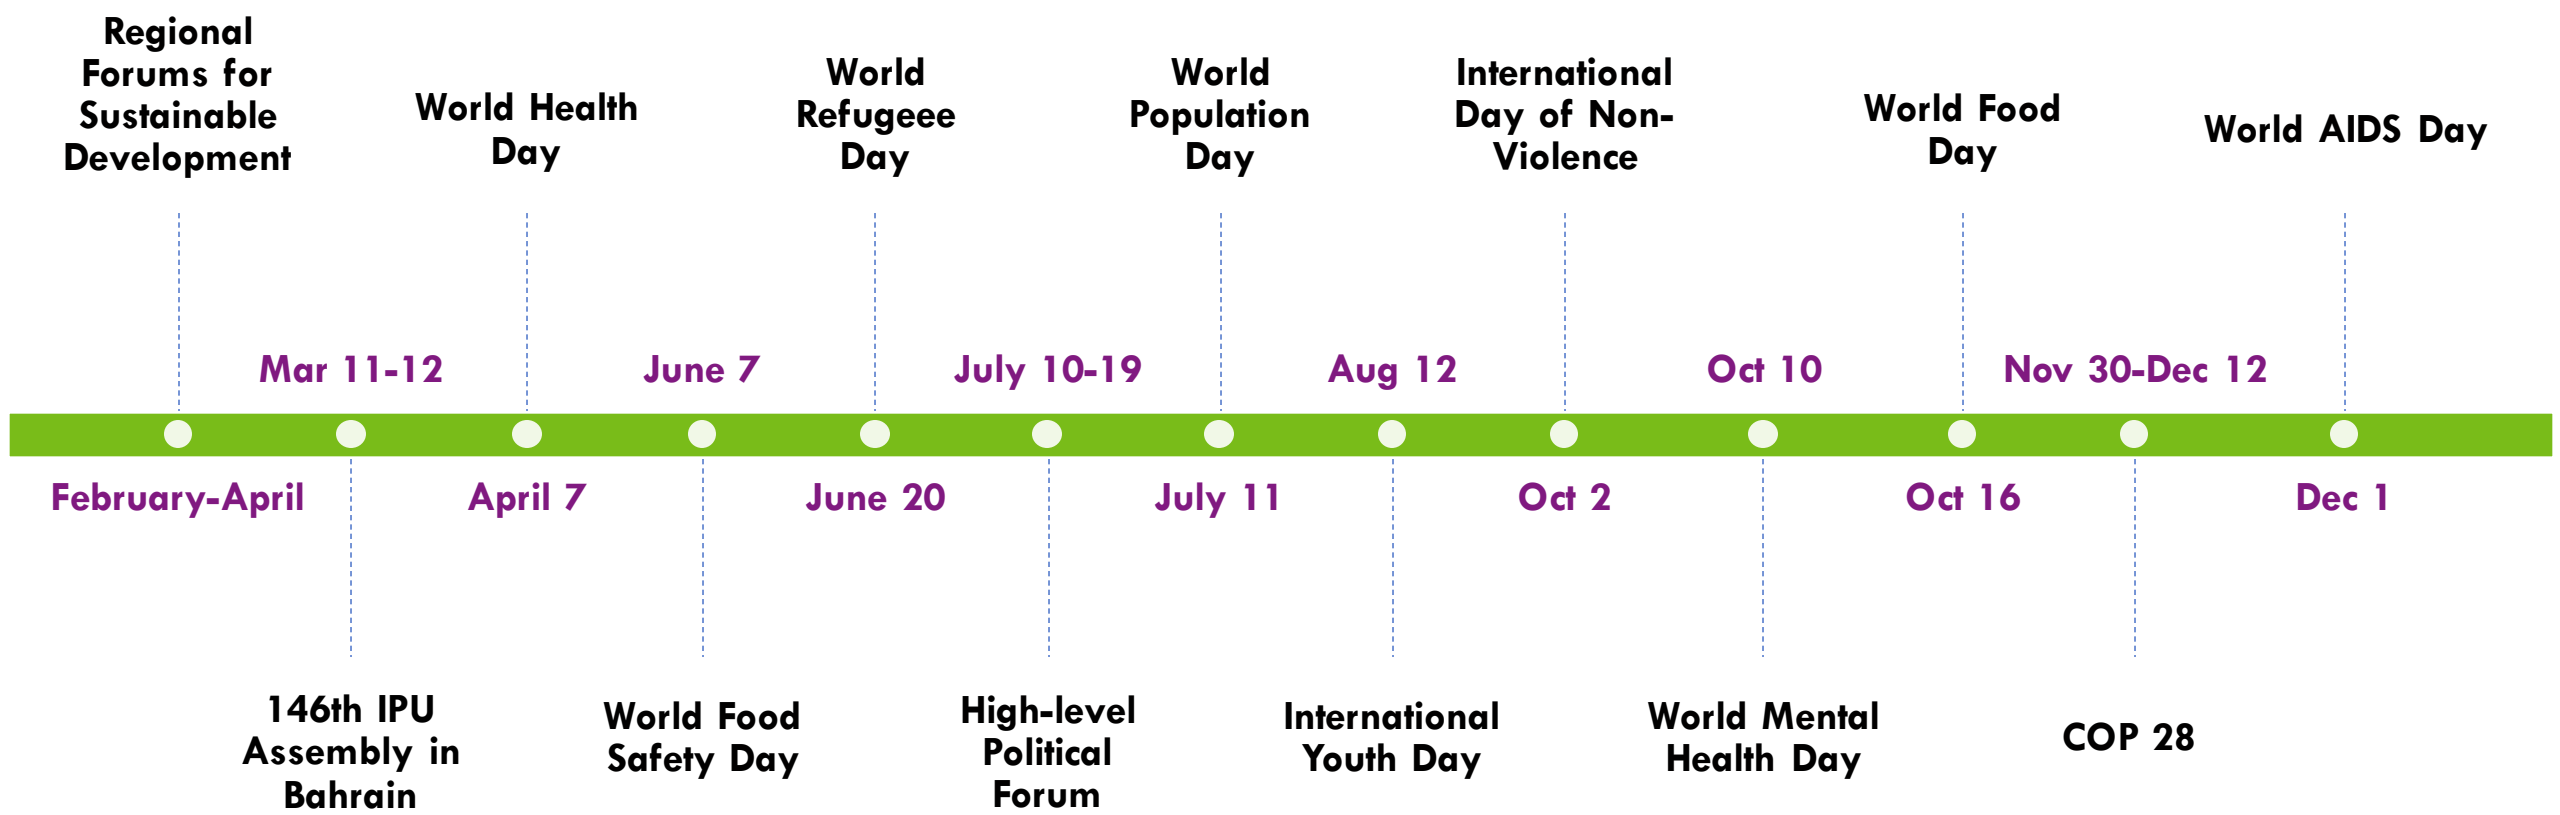 Regional
Forums for
Sustainable
Development
World Health
Day
World
Refugeee
Day
World
Population
Day
International
Day of Non-
Violence
World Food
Day
World AIDS Day
Mar 11-12
June 7
July 10-19
Aug 12
Oct 10
Nov 30-Dec 12
February-April
April 7
June 20
July 11
Oct 2
Oct 16
Dec 1
146th IPU
Assembly in
Bahrain
World Food
Safety Day
High-level
Political
Forum
International
Youth Day
World Mental
Health Day
COP 28